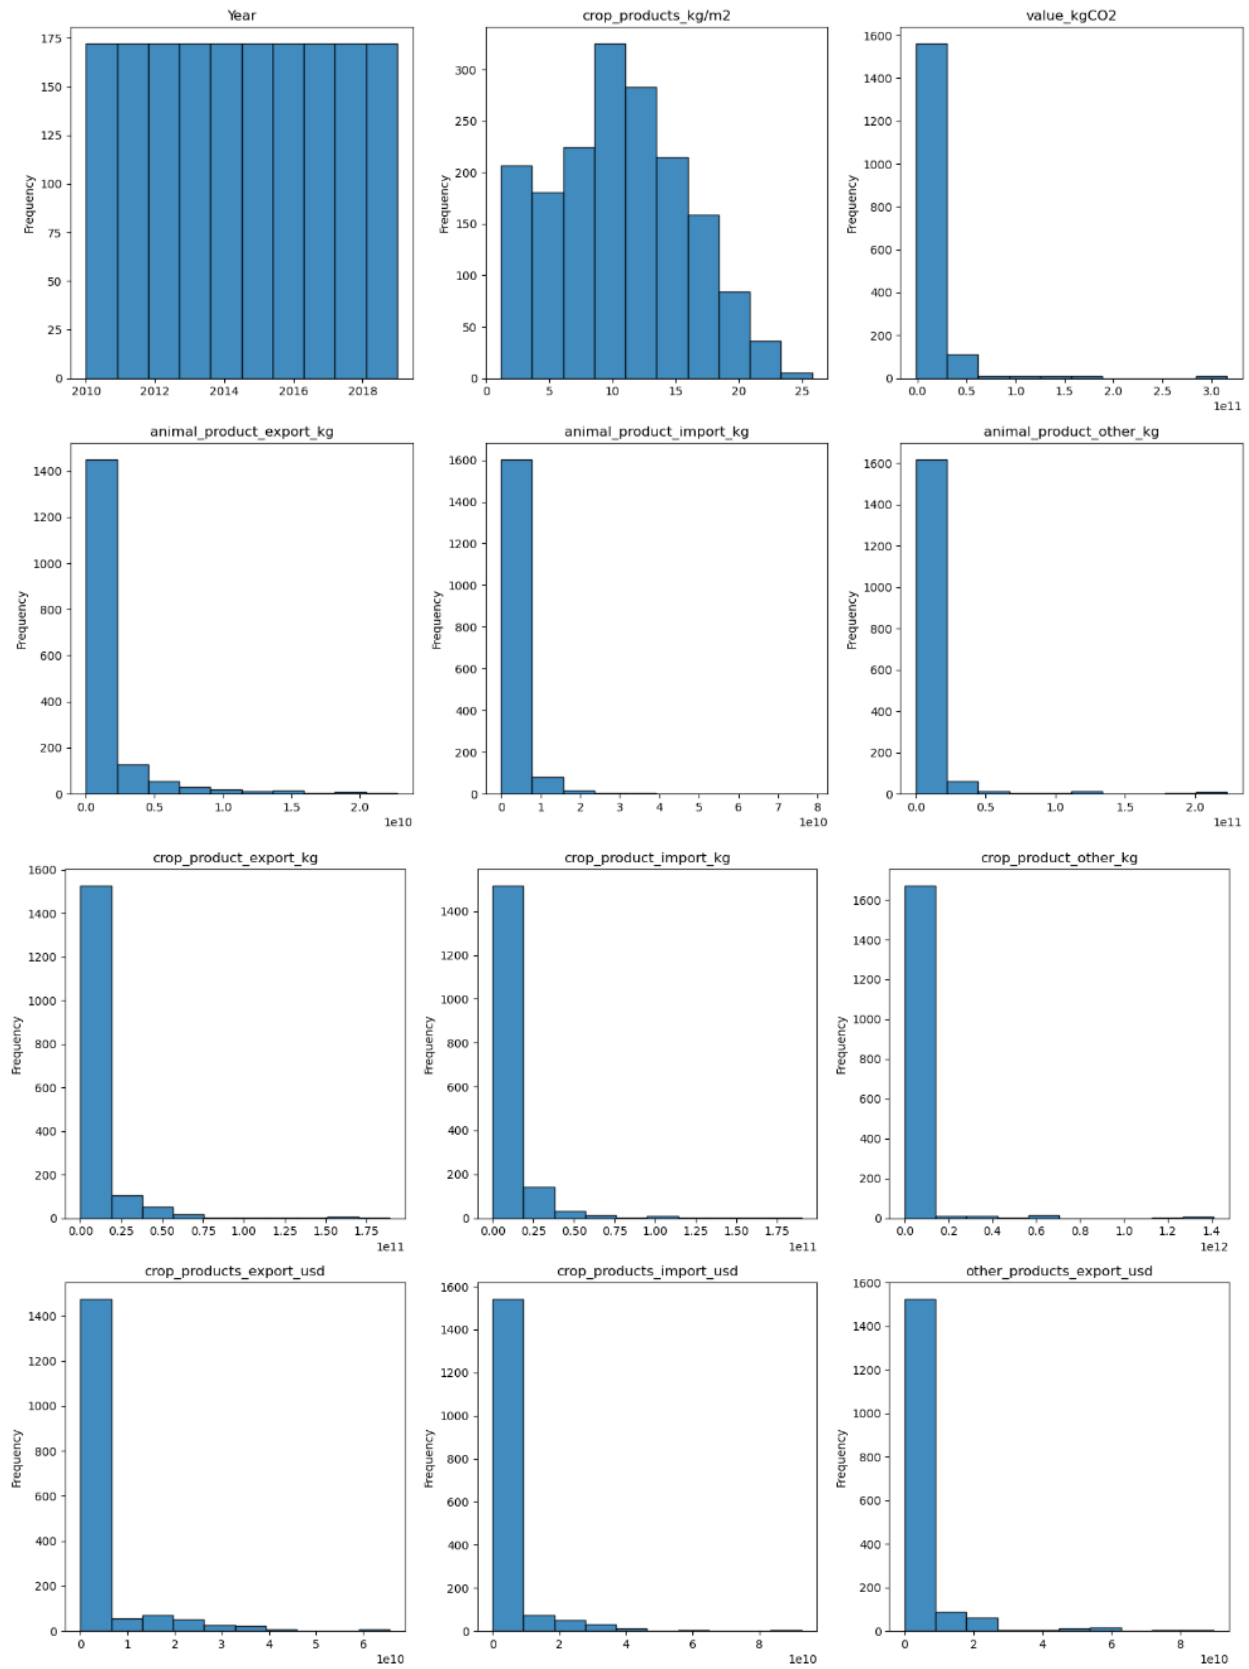 Year
175
150
125
100
75
50
25
0
Frequency
2010 2012 2014 2016 2018
crop_products_kg/m2
300
250
200
150
100
50
0
Frequency
0 5 10 15 20 25
value_kgCO2
1600
1400
1200
1000
800
600
400
200
0
Frequency
0.0 0.5 1.0 1.5 2.0 2.5 3.0
1e11
animal_product_export_kg
1400
1200
1000
800
600
400
200
0
Frequency
0.0 0.5 1.0 1.5 2.0
1e10
animal_product_import_kg
1600
1400
1200
1000
800
600
400
200
0
Frequency
0 1 2 3 4 5 6 7 8
1e10
animal_product_other_kg
1600
1400
1200
1000
800
600
400
200
0
Frequency
0.0 0.5 1.0 1.5 2.0
1e11
crop_product_export_kg
1600
1400
1200
1000
800
600
400
200
0
Frequency
0.00 0.25 0.50 0.75 1.00 1.25 1.50 1.75
1e11
crop_product_import_kg
1400
1200
1000
800
600
400
200
0
Frequency
0.00 0.25 0.50 0.75 1.00 1.25 1.50 1.75
1e11
crop_product_other_kg
1600
1400
1200
1000
800
600
400
200
0
Frequency
0.0 0.2 0.4 0.6 0.8 1.0 1.2 1.4
1e12
crop_products_export_usd
1400
1200
1000
800
600
400
200
0
Frequency
0 1 2 3 4 5 6
1e10
crop_products_import_usd
1600
1400
1200
1000
800
600
400
200
0
Frequency
0 2 4 6 8
1e10
other_products_export_usd
1600
1400
1200
1000
800
600
400
200
0
Frequency
0 2 4 6 8
1e10